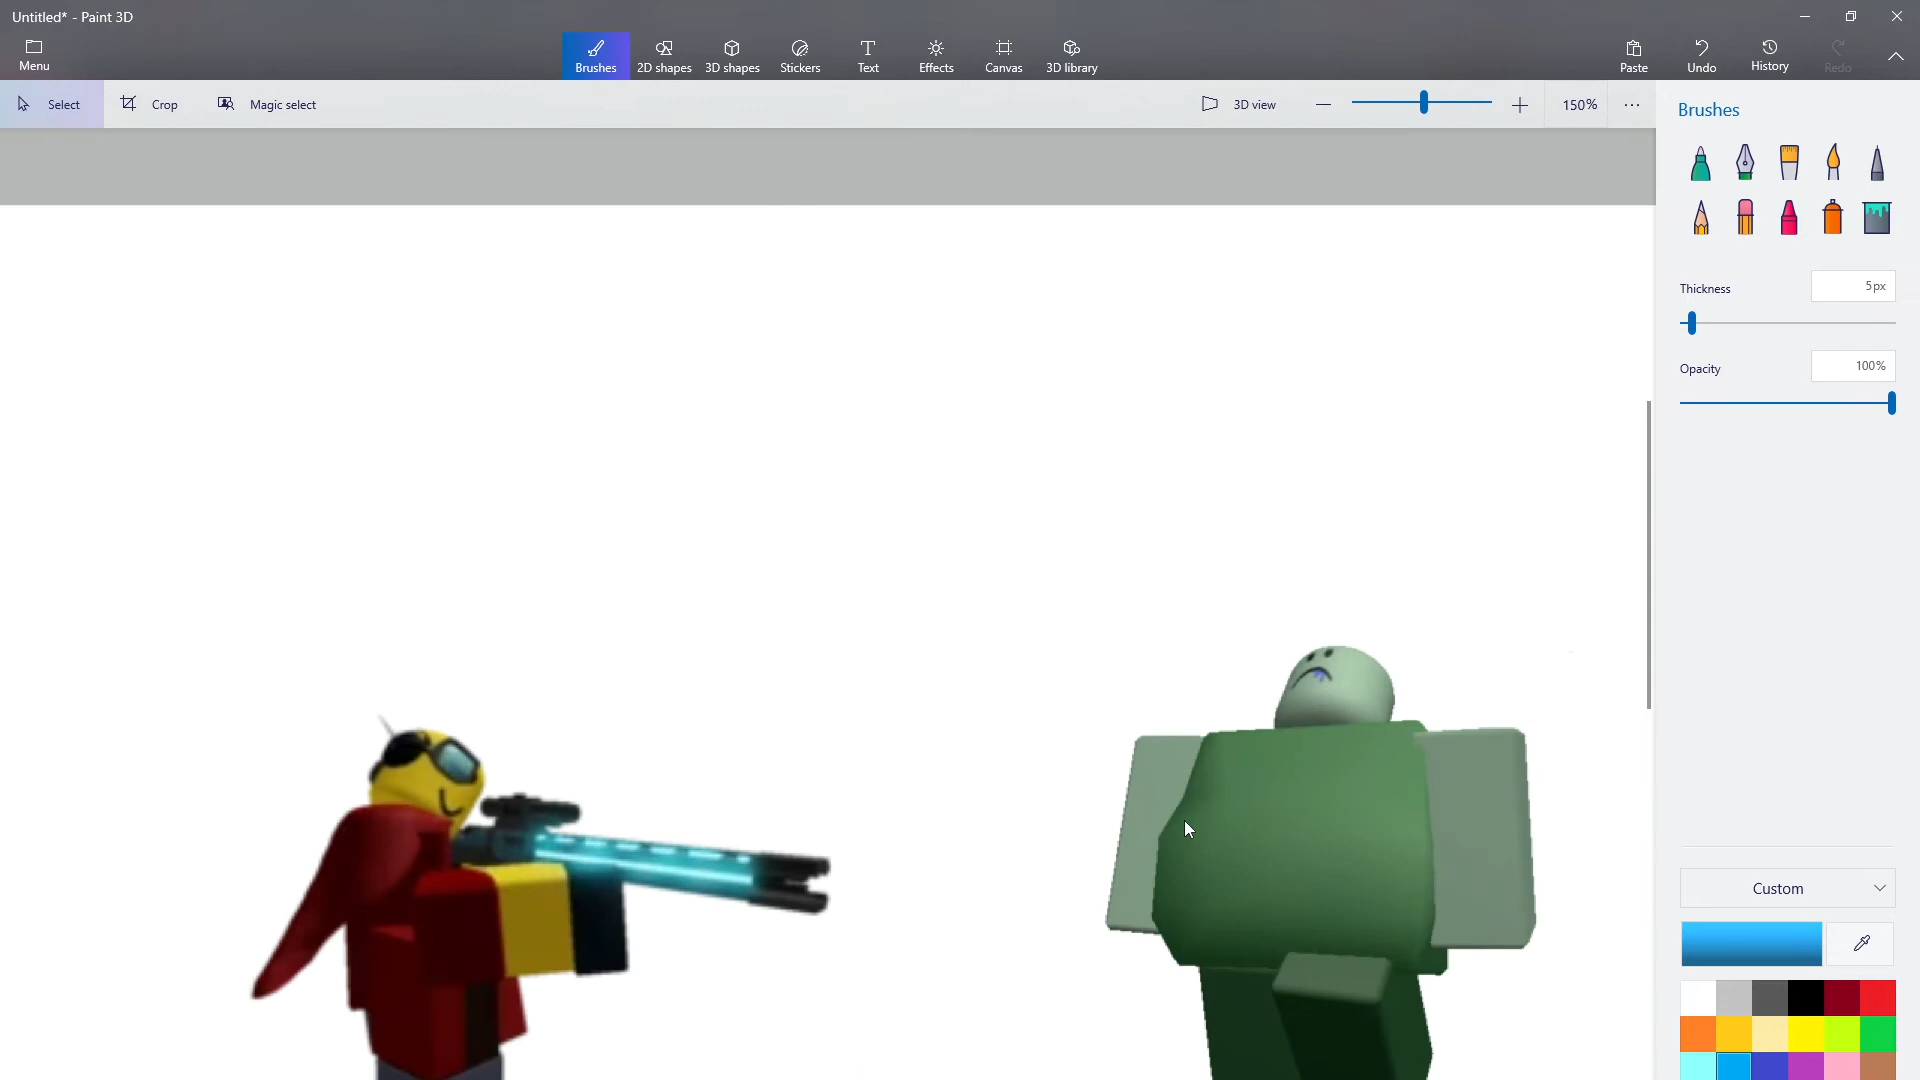 Untitled* - Paint 3D
Menu
Brushes
2D shapes
3D shapes
Stickers
Text
Effects
Canvas
3D library
Paste
Undo
History
Redo
Select
Crop
Magic select
3D view
150%
Brushes
Thickness
5px
Opacity
100%
Custom